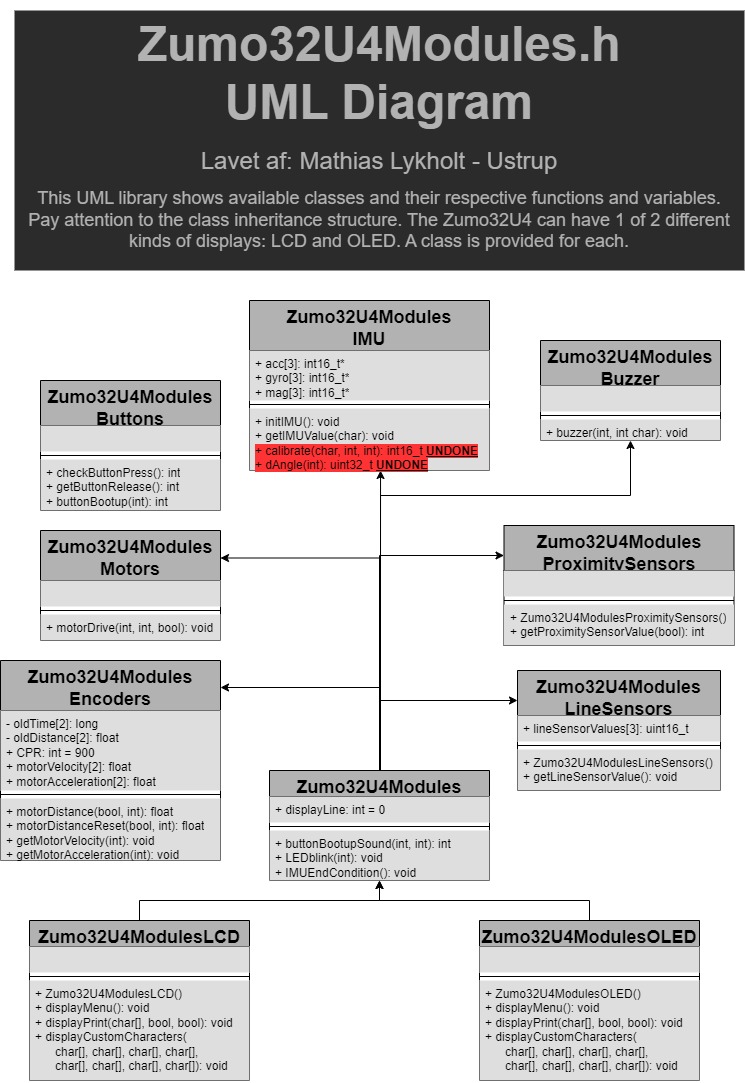 Zumo32U4Modules.h
UML Diagram
Lavet af: Mathias Lykholt - Ustrup
This UML library shows available classes and their respective functions and variables.
Pay attention to the class inheritance structure. The Zumo32U4 can have 1 of 2 different
kinds of displays: LCD and OLED. A class is provided for each.
Zumo32U4Modules
IMU
+ acc[3]: int16_t*
+ gyro[3]: int16_t*
+ mag[3]: int16_t*
+ initIMU(): void
+ getIMUValue(char): void
+ calibrate(char, int, int): int16_t UNDONE
+ dAngle(int): uint32_t UNDONE
Zumo32U4Modules
Buzzer
+ buzzer(int, int char): void
Zumo32U4Modules
Buttons
+ checkButtonPress(): int
+ getButtonRelease(): int
+ buttonBootup(int): int
Zumo32U4Modules
Motors
+ motorDrive(int, int, bool): void
Zumo32U4Modules
ProximitySensors
+ Zumo32U4ModulesProximitySensors()
+ getProximitySensorValue(bool): int
Zumo32U4Modules
Encoders
- oldTime[2]: long
- oldDistance[2]: float
+ CPR: int = 900
+ motorVelocity[2]: float
+ motorAcceleration[2]: float
+ motorDistance(bool, int): float
+ motorDistanceReset(bool, int): float
+ getMotorVelocity(int): void
+ getMotorAcceleration(int): void
Zumo32U4Modules
LineSensors
+ lineSensorValues[3]: uint16_t
+ Zumo32U4ModulesLineSensors()
+ getLineSensorValue(): void
Zumo32U4Modules
+ displayLine: int = 0
+ buttonBootupSound(int, int): int
+ LEDblink(int): void
+ IMUEndCondition(): void
Zumo32U4ModulesLCD
+ Zumo32U4ModulesLCD()
+ displayMenu(): void
+ displayPrint(char[], bool, bool): void
+ displayCustomCharacters(
char[], char[], char[], char[],
char[], char[], char[], char[]): void
Zumo32U4ModulesOLED
+ Zumo32U4ModulesOLED()
+ displayMenu(): void
+ displayPrint(char[], bool, bool): void
+ displayCustomCharacters(
char[], char[], char[], char[],
char[], char[], char[], char[]): void